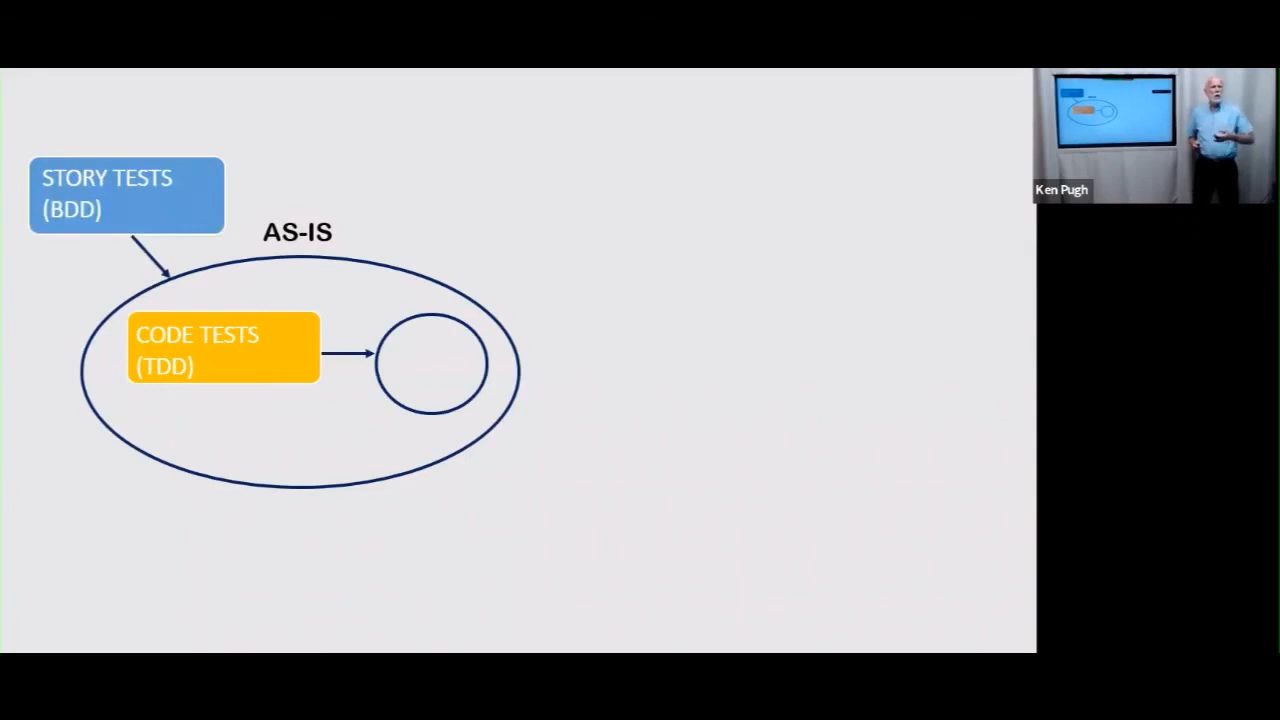 STORY TESTS
(BDD)
AS-IS
CODE TESTS
(TDD)
Ken Pugh